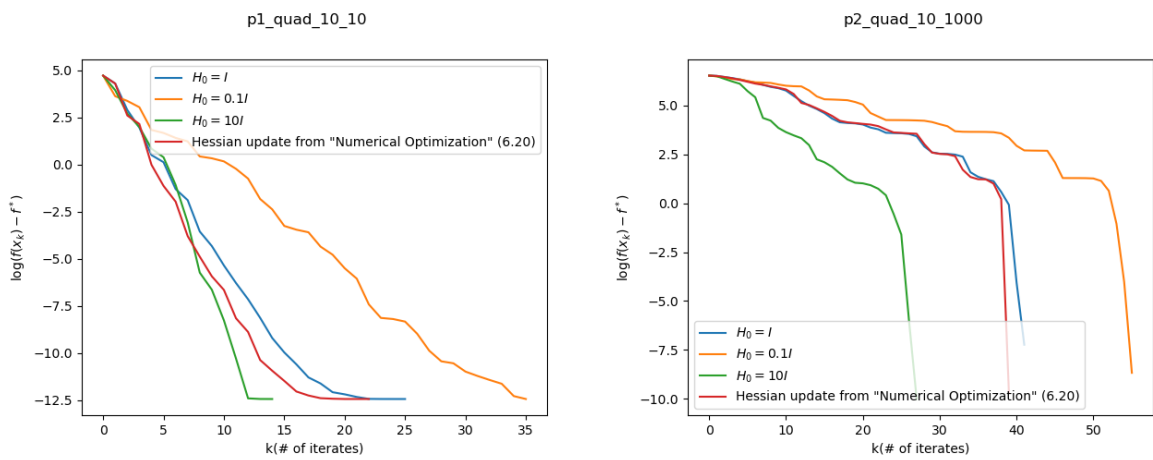 p1_quad_10_10
5.0
2.5
0.0
−2.5
−5.0
−7.5
−10.0
−12.5
log(f(x_k) − f*)
H_0 = I
H_0 = 0.1I
H_0 = 10I
Hessian update from "Numerical Optimization" (6.20)
0 5 10 15 20 25 30 35
k(# of iterates)
p2_quad_10_1000
5.0
2.5
0.0
−2.5
−5.0
−7.5
−10.0
log(f(x_k) − f*)
H_0 = I
H_0 = 0.1I
H_0 = 10I
Hessian update from "Numerical Optimization" (6.20)
0 10 20 30 40 50
k(# of iterates)